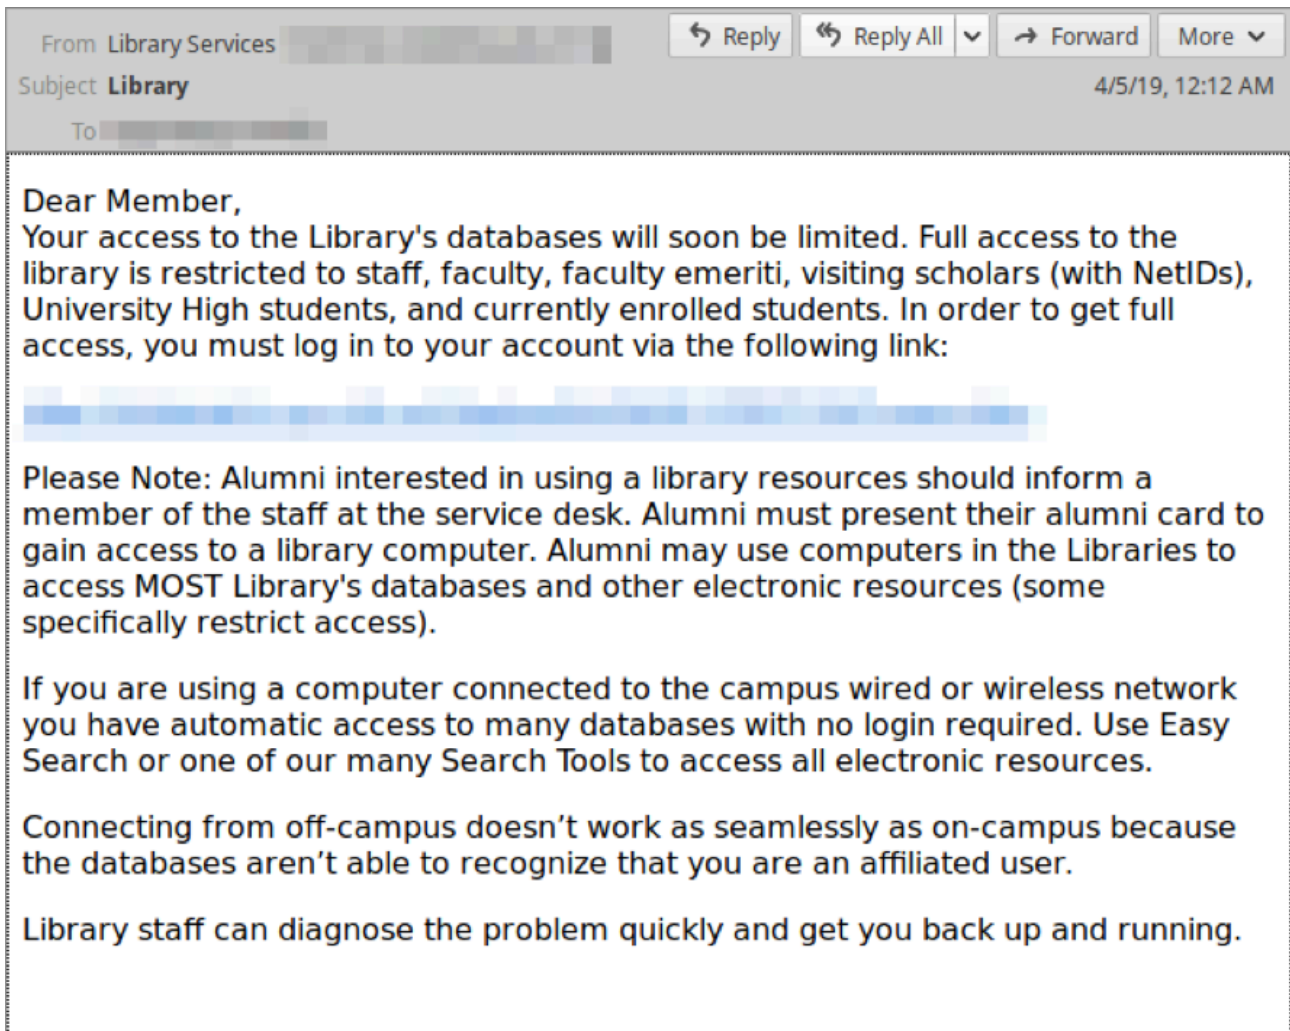 From Library Services
Reply
Reply All
Forward
More
Subject Library
4/5/19, 12:12 AM
To
Dear Member,
Your access to the Library's databases will soon be limited. Full access to the
library is restricted to staff, faculty, faculty emeriti, visiting scholars (with NetIDs),
University High students, and currently enrolled students. In order to get full
access, you must log in to your account via the following link:
Please Note: Alumni interested in using a library resources should inform a
member of the staff at the service desk. Alumni must present their alumni card to
gain access to a library computer. Alumni may use computers in the Libraries to
access MOST Library's databases and other electronic resources (some
specifically restrict access).
If you are using a computer connected to the campus wired or wireless network
you have automatic access to many databases with no login required. Use Easy
Search or one of our many Search Tools to access all electronic resources.
Connecting from off-campus doesn’t work as seamlessly as on-campus because
the databases aren’t able to recognize that you are an affiliated user.
Library staff can diagnose the problem quickly and get you back up and running.